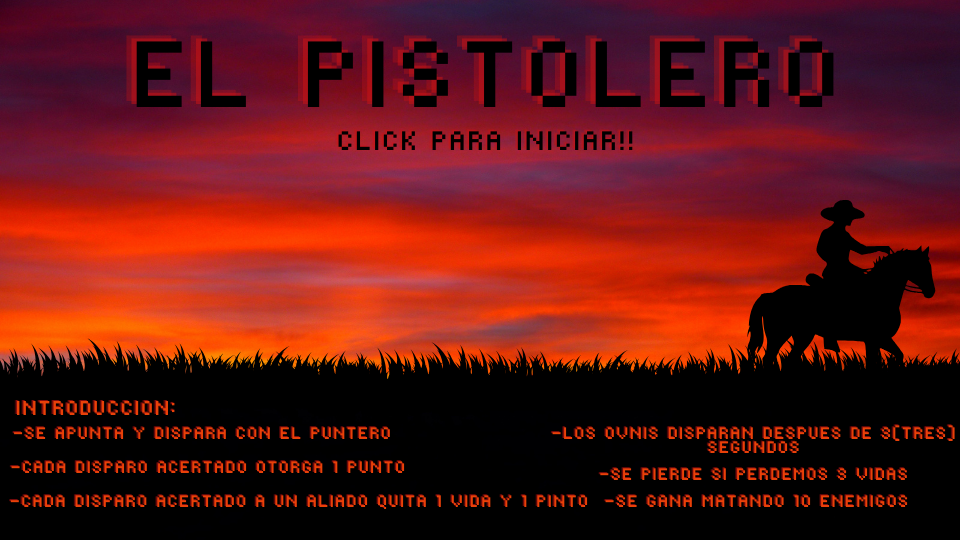 EL PISTOLERO
CLICK PARA INICIAR!!
INTRODUCCION:
-SE APUNTA Y DISPARA CON EL PUNTERO
-CADA DISPARO ACERTADO OTORGA 1 PUNTO
-CADA DISPARO ACERTADO A UN ALIADO QUITA 1 VIDA Y 1 PINTO
-LOS OVNIS DISPARAN DESPUES DE 3(TRES)
SEGUNDOS
-SE PIERDE SI PERDEMOS 3 VIDAS
-SE GANA MATANDO 10 ENEMIGOS